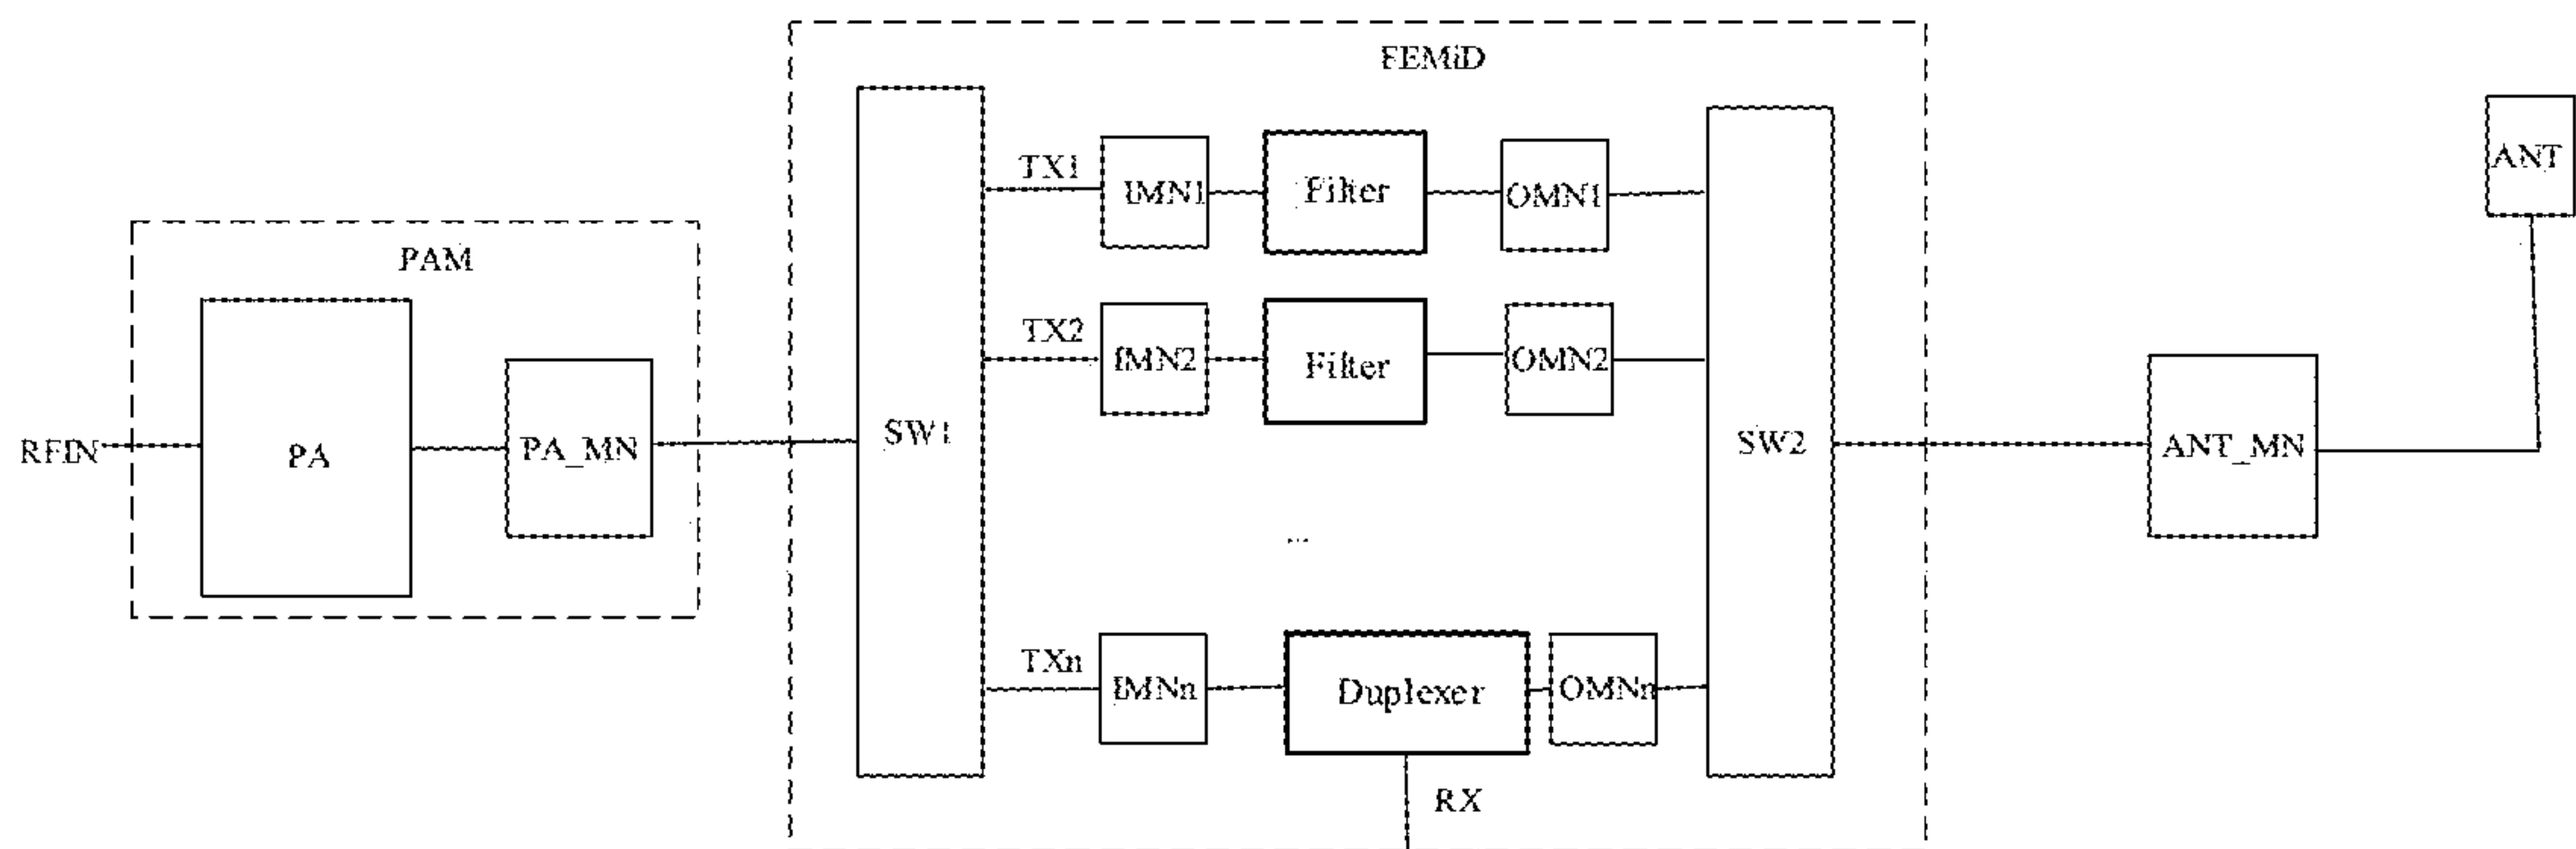 FEMiD
ANT
TX1
IMN1
Filter
OMN1
PAM
TX2
IMN2
Filter
OMN2
RFIN
PA
PA_MN
SW1
SW2
ANT_MN
...
TXn
IMNn
Duplexer
OMNn
RX